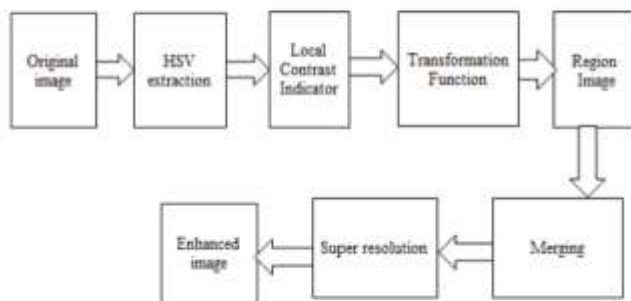 Original
image
HSV
extraction
Local
Contrast
Indicator
Transformation
Function
Region
Image
Merging
Super resolution
Enhanced
image